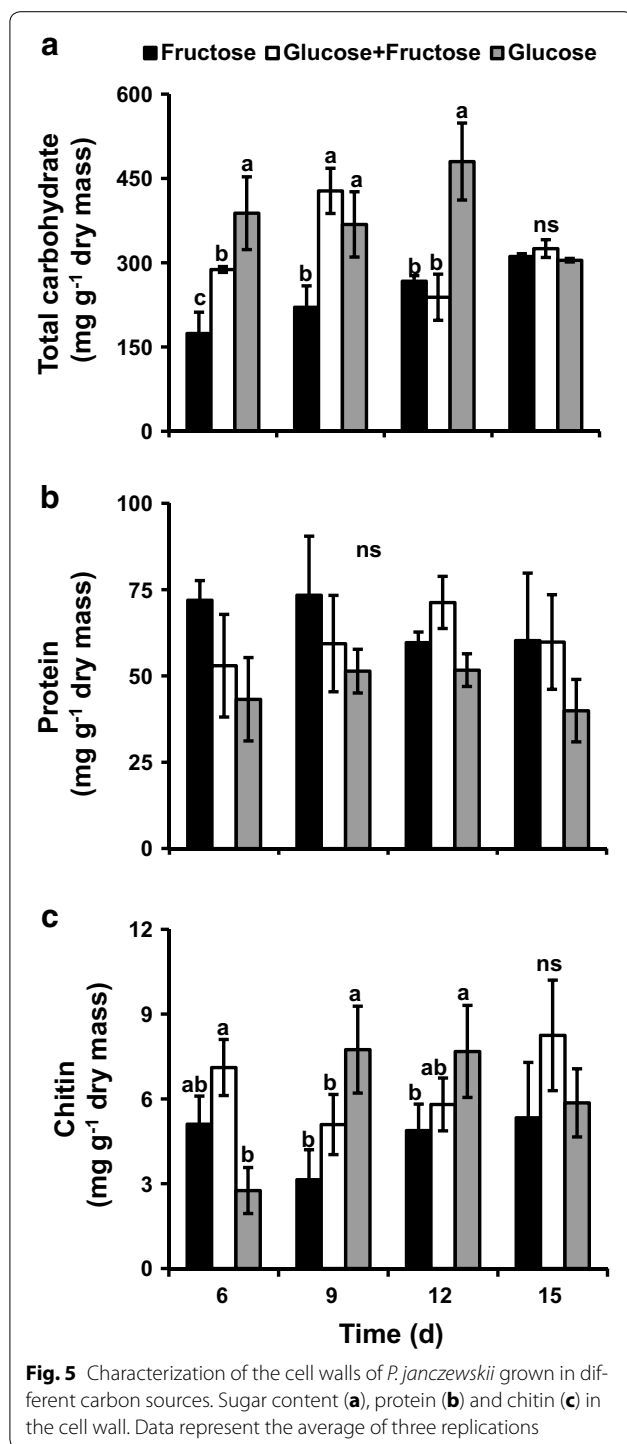 a
Fructose Glucose+Fructose Glucose
Total carbohydrate
(mg g-1 dry mass)
600
450
300
150
0
c b a
b a a
b b a
ns
b
Protein
(mg g-1 dry mass)
100
75
50
25
0
ns
c
Chitin
(mg g-1 dry mass)
12
9
6
3
0
ab a b
b b a
b ab a
ns
6 9 12 15
Time (d)
Fig. 5 Characterization of the cell walls of P. janczewskii grown in dif-
ferent carbon sources. Sugar content (a), protein (b) and chitin (c) in
the cell wall. Data represent the average of three replications